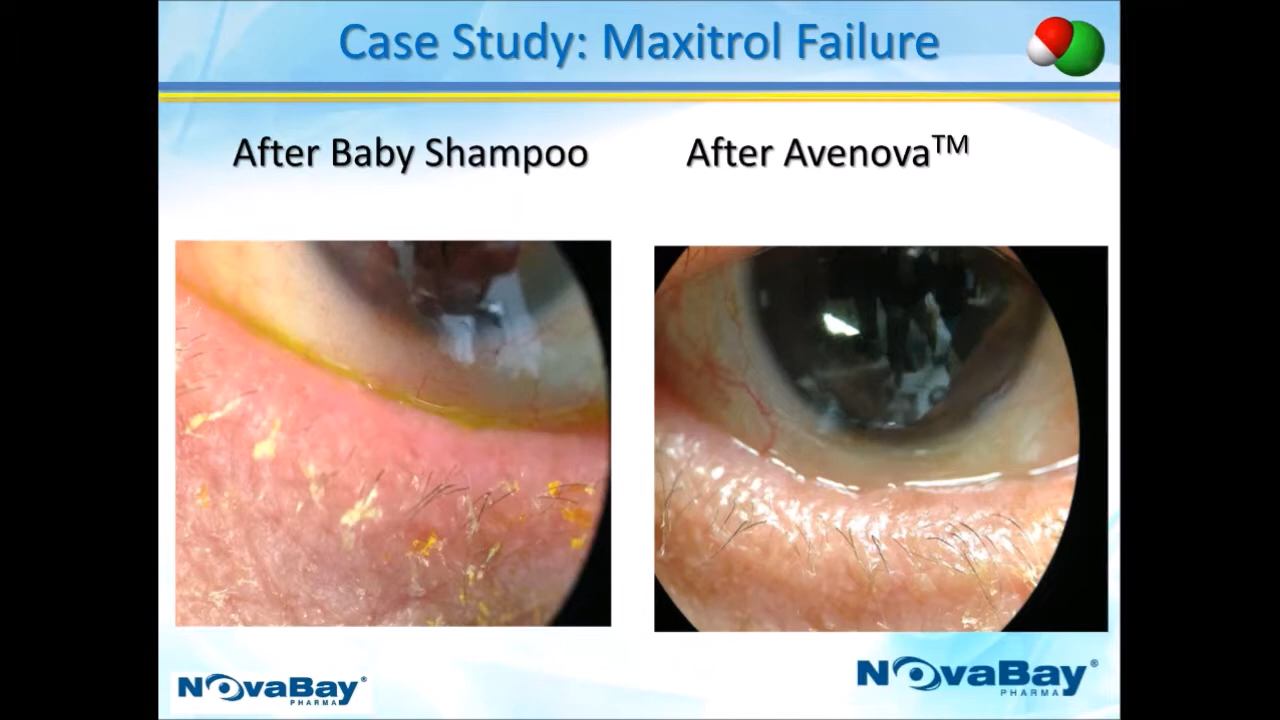 Case Study: Maxitrol Failure
After Baby Shampoo
After Avenova™
NovaBay®
PHARMA
NovaBay®
PHARMA